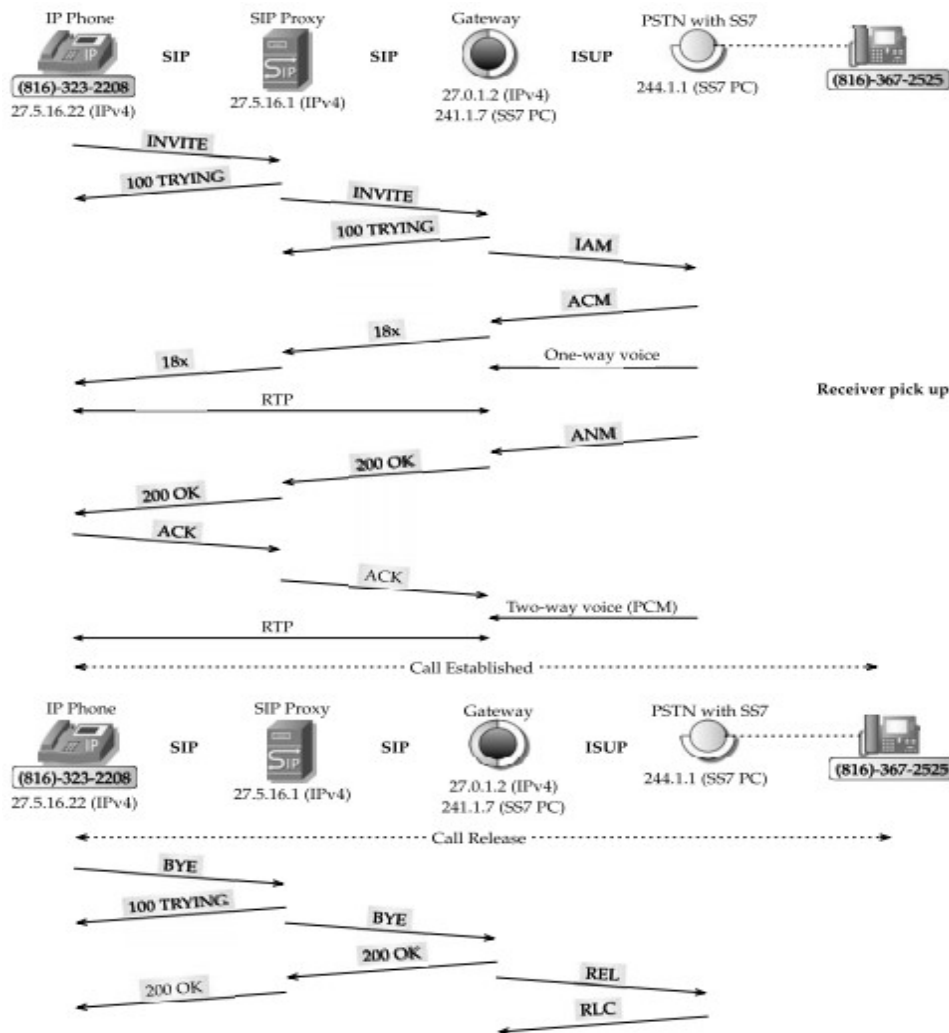 IP Phone SIP Proxy Gateway PSTN with SS7
IP SIP SIP SIP ISUP
(816)-323-2208 27.5.16.1 (IPv4) 27.0.1.2 (IPv4) 244.1.1 (SS7 PC) (816)-367-2525
27.5.16.22 (IPv4) 241.1.7 (SS7 PC)
INVITE
100 TRYING
INVITE
100 TRYING
IAM
ACM
18x
18x
One-way voice
Receiver pick up
RTP
ANM
200 OK
200 OK
ACK
ACK
Two-way voice (PCM)
RTP
Call Established
IP Phone SIP Proxy Gateway PSTN with SS7
IP SIP SIP SIP ISUP
(816)-323-2208 27.5.16.1 (IPv4) 27.0.1.2 (IPv4) 244.1.1 (SS7 PC) (816)-367-2525
27.5.16.22 (IPv4) 241.1.7 (SS7 PC)
Call Release
BYE
100 TRYING
BYE
200 OK
REL
200 OK
RLC